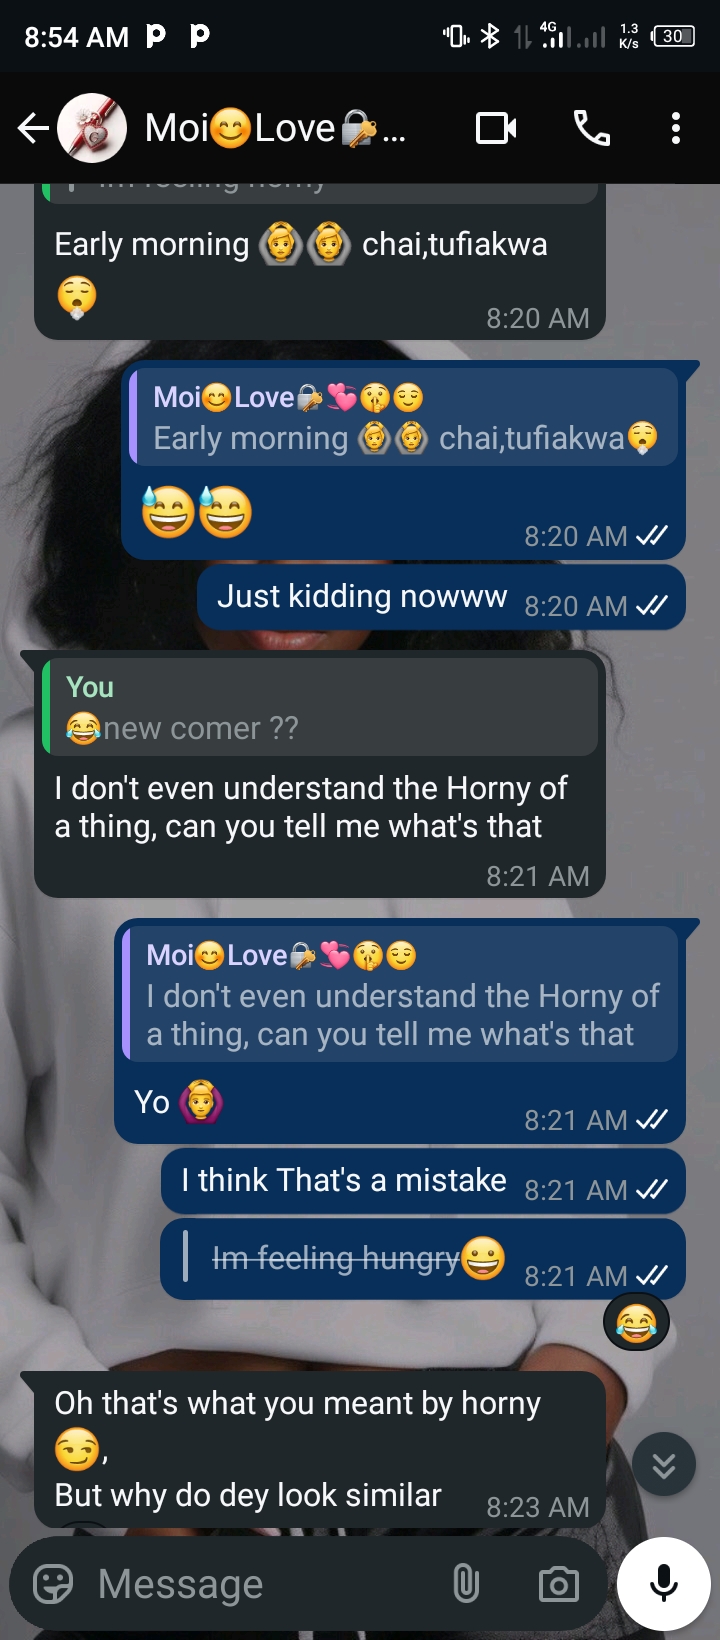 8:54 AM
4G
1.3
K/s
30
Moi😊Love🔐...
Im feeling horny
Early morning 🙆🙆 chai,tufiakwa
😮‍💨
8:20 AM
Moi😊Love🔐💞🤫😌
Early morning 🙆🙆 chai,tufiakwa😮‍💨
😅😅
8:20 AM
Just kidding nowww 8:20 AM
You
😂new comer ??
I don't even understand the Horny of
a thing, can you tell me what's that
8:21 AM
Moi😊Love🔐💞🤫😌
I don't even understand the Horny of
a thing, can you tell me what's that
Yo 🙆
8:21 AM
I think That's a mistake 8:21 AM
Im feeling hungry😀 8:21 AM
😂
Oh that's what you meant by horny
😏,
But why do dey look similar 8:23 AM
Message